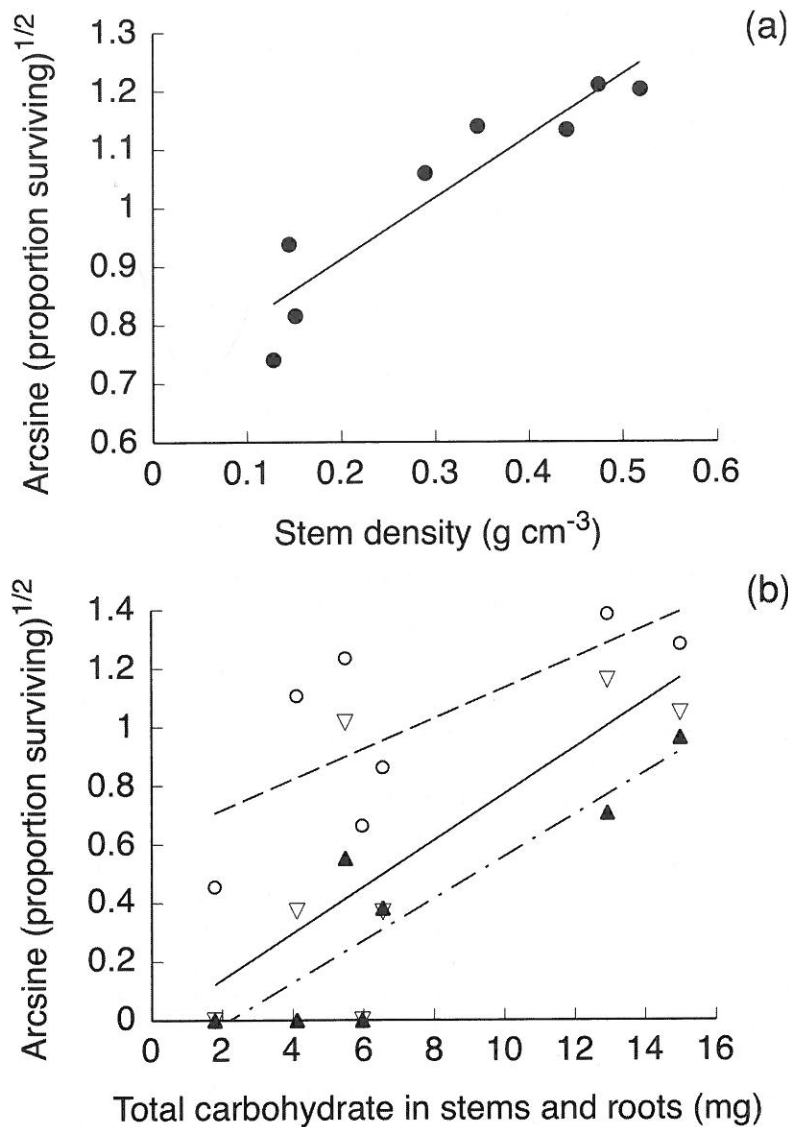 (a)
Arcsine (proportion surviving)^1/2
1.3
1.2
1.1
1
0.9
0.8
0.7
0.6
0 0.1 0.2 0.3 0.4 0.5 0.6
Stem density (g cm^-3)
(b)
Arcsine (proportion surviving)^1/2
1.4
1.2
1
0.8
0.6
0.4
0.2
0
0 2 4 6 8 10 12 14 16
Total carbohydrate in stems and roots (mg)